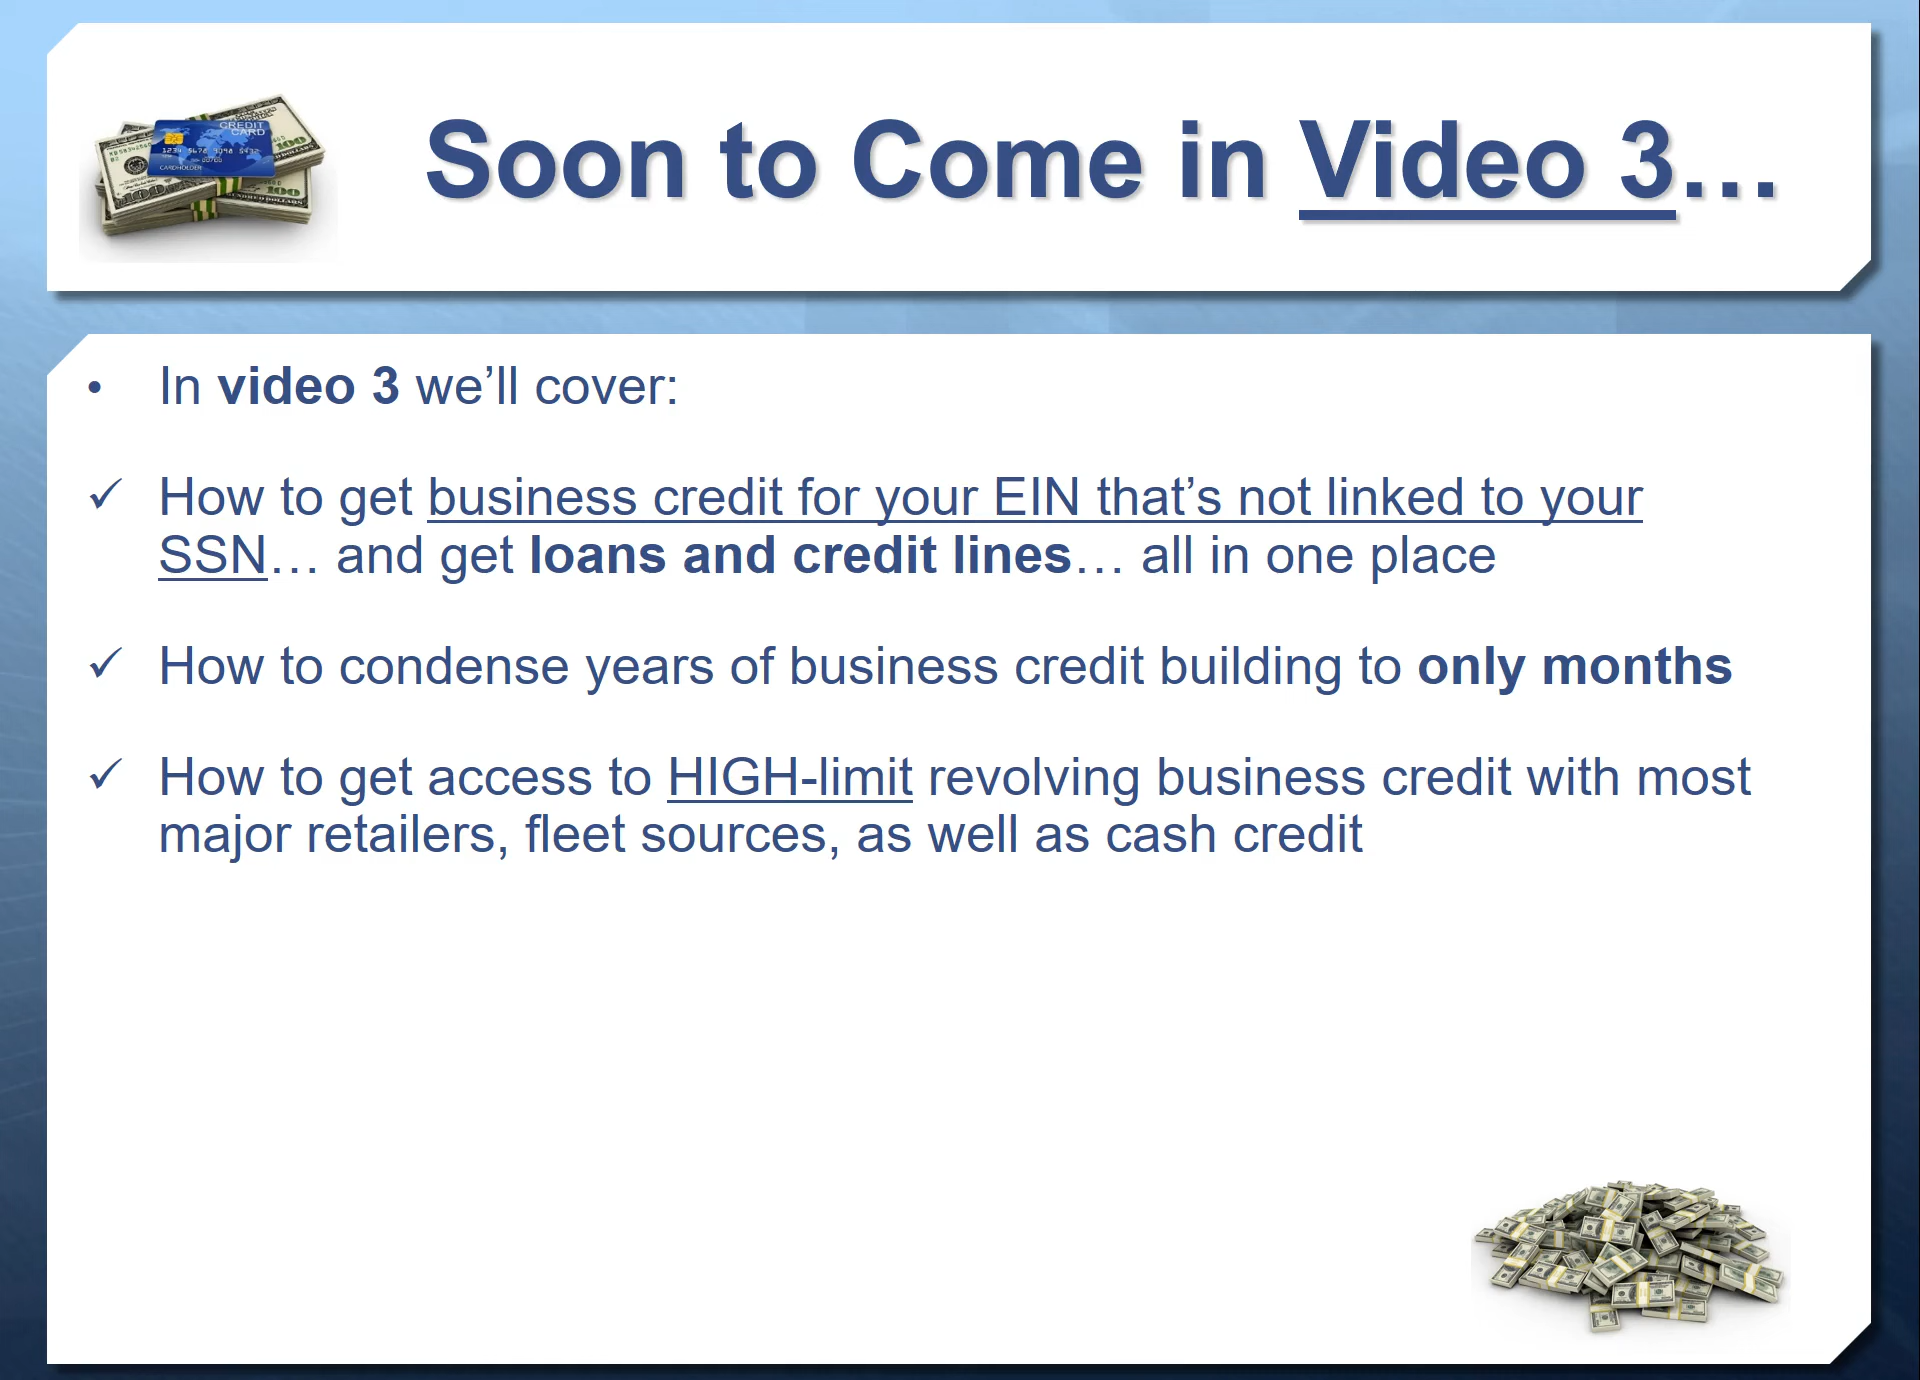 CREDIT
CARD
Soon to Come in Video 3…
• In video 3 we’ll cover:
✓ How to get business credit for your EIN that’s not linked to your
SSN… and get loans and credit lines… all in one place
✓ How to condense years of business credit building to only months
✓ How to get access to HIGH-limit revolving business credit with most
major retailers, fleet sources, as well as cash credit